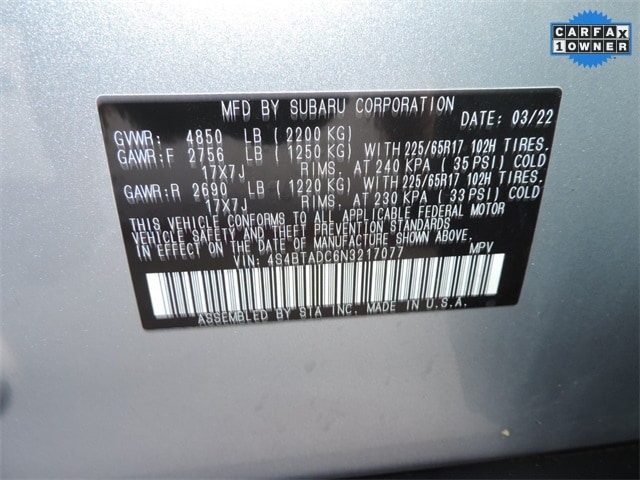 CARFAX
1 OWNER
MFD BY SUBARU CORPORATION DATE: 03/22
GVWR: 4850 LB (2200 KG)
GAWR:F 2756 LB (1250 KG) WITH 225/65R17 102H TIRES.
17X7J RIMS, AT 240 KPA (35 PSI) COLD
GAWR:R 2690 LB (1220 KG) WITH 225/65R17 102H TIRES.
17X7J RIMS, AT 230 KPA (33 PSI) COLD
THIS VEHICLE CONFORMS TO ALL APPLICABLE FEDERAL MOTOR
VEHICLE SAFETY AND THEFT PREVENTION STANDARDS
IN EFFECT ON THE DATE OF MANUFACTURE SHOWN ABOVE.
VIN: 4S4BTADC6N3217077 MPV
ASSEMBLED BY SIA INC. MADE IN U.S.A.